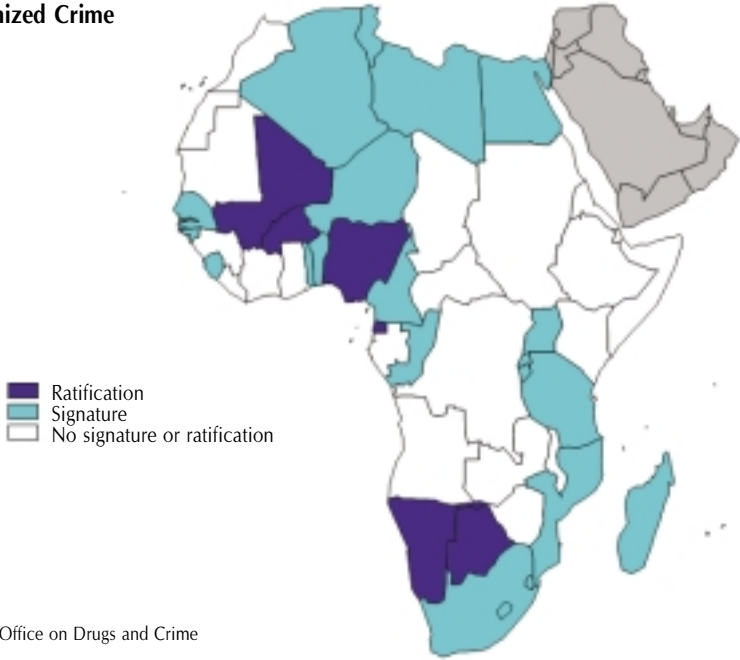 nized Crime
Ratification
Signature
No signature or ratification
Office on Drugs and Crime